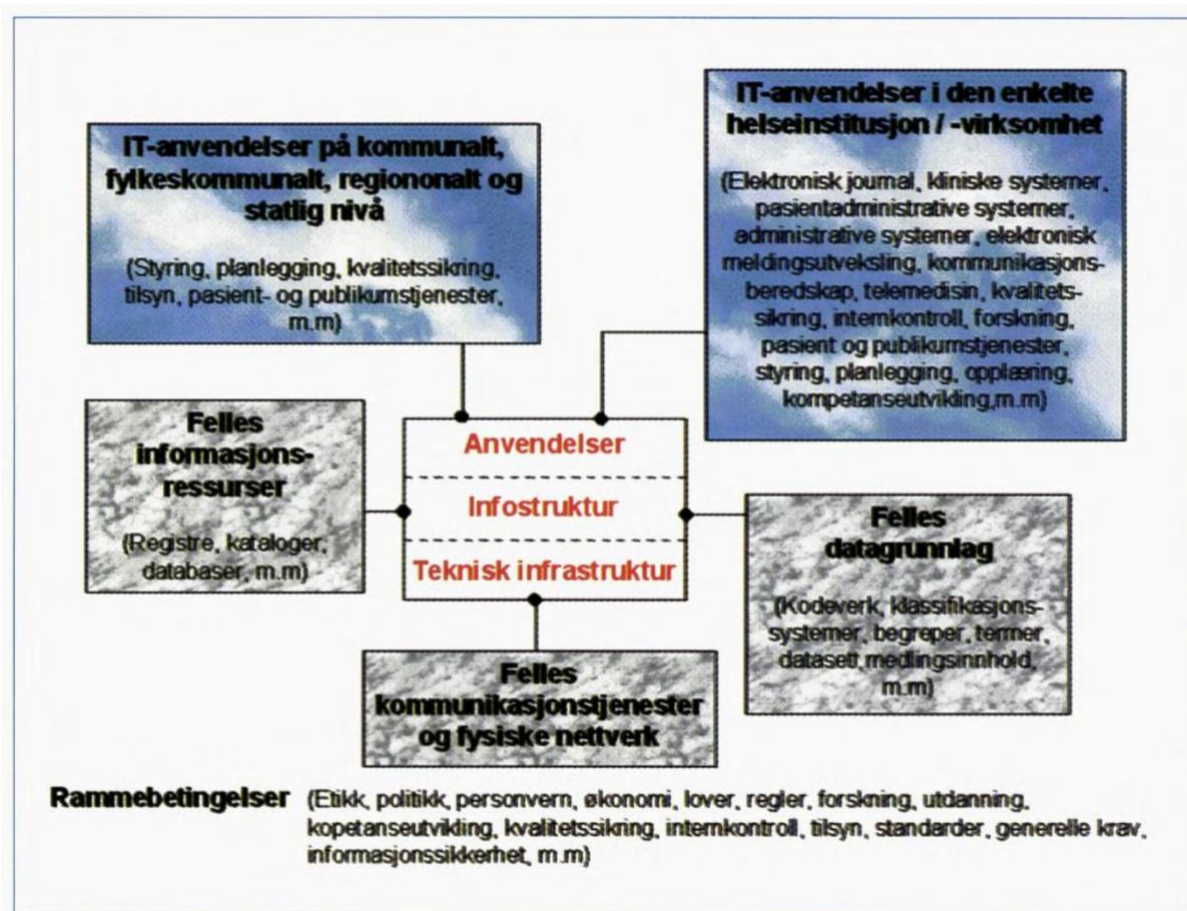 IT-anvendelser på kommunalt,
fylkeskommunalt, regiononalt og
statlig nivå
(Styring, planlegging, kvalitetssikring,
tilsyn, pasient- og publikumstjenester,
m.m)
IT-anvendelser i den enkelte
helseinstitusjon / -virksomhet
(Elektronisk journal, kliniske systemer,
pasientadministrative systemer,
administrative systemer, elektronisk
meldingsutveksling, kommunikasjons-
beredskap, telemedisin, kvalitets-
sikring, internkontroll, forskning,
pasient og publikumstjenester,
styring, planlegging, opplæring,
kompetanseutvikling,m.m)
Felles
informasjons-
ressurser
(Registre, kataloger,
databaser, m.m)
Anvendelser
Infostruktur
Teknisk infrastruktur
Felles
datagrunnlag
(Kodeverk, klassifikasjons-
systemer, begreper, termer,
datasett,medlingsinnhold,
m.m)
Felles
kommunikasjonstjenester
og fysiske nettverk
Rammebetingelser (Etikk, politikk, personvern, økonomi, lover, regler, forskning, utdanning,
kopetanseutvikling, kvalitetssikring, internkontroll, tilsyn, standarder, generelle krav,
informasjonssikkerhet, m.m)